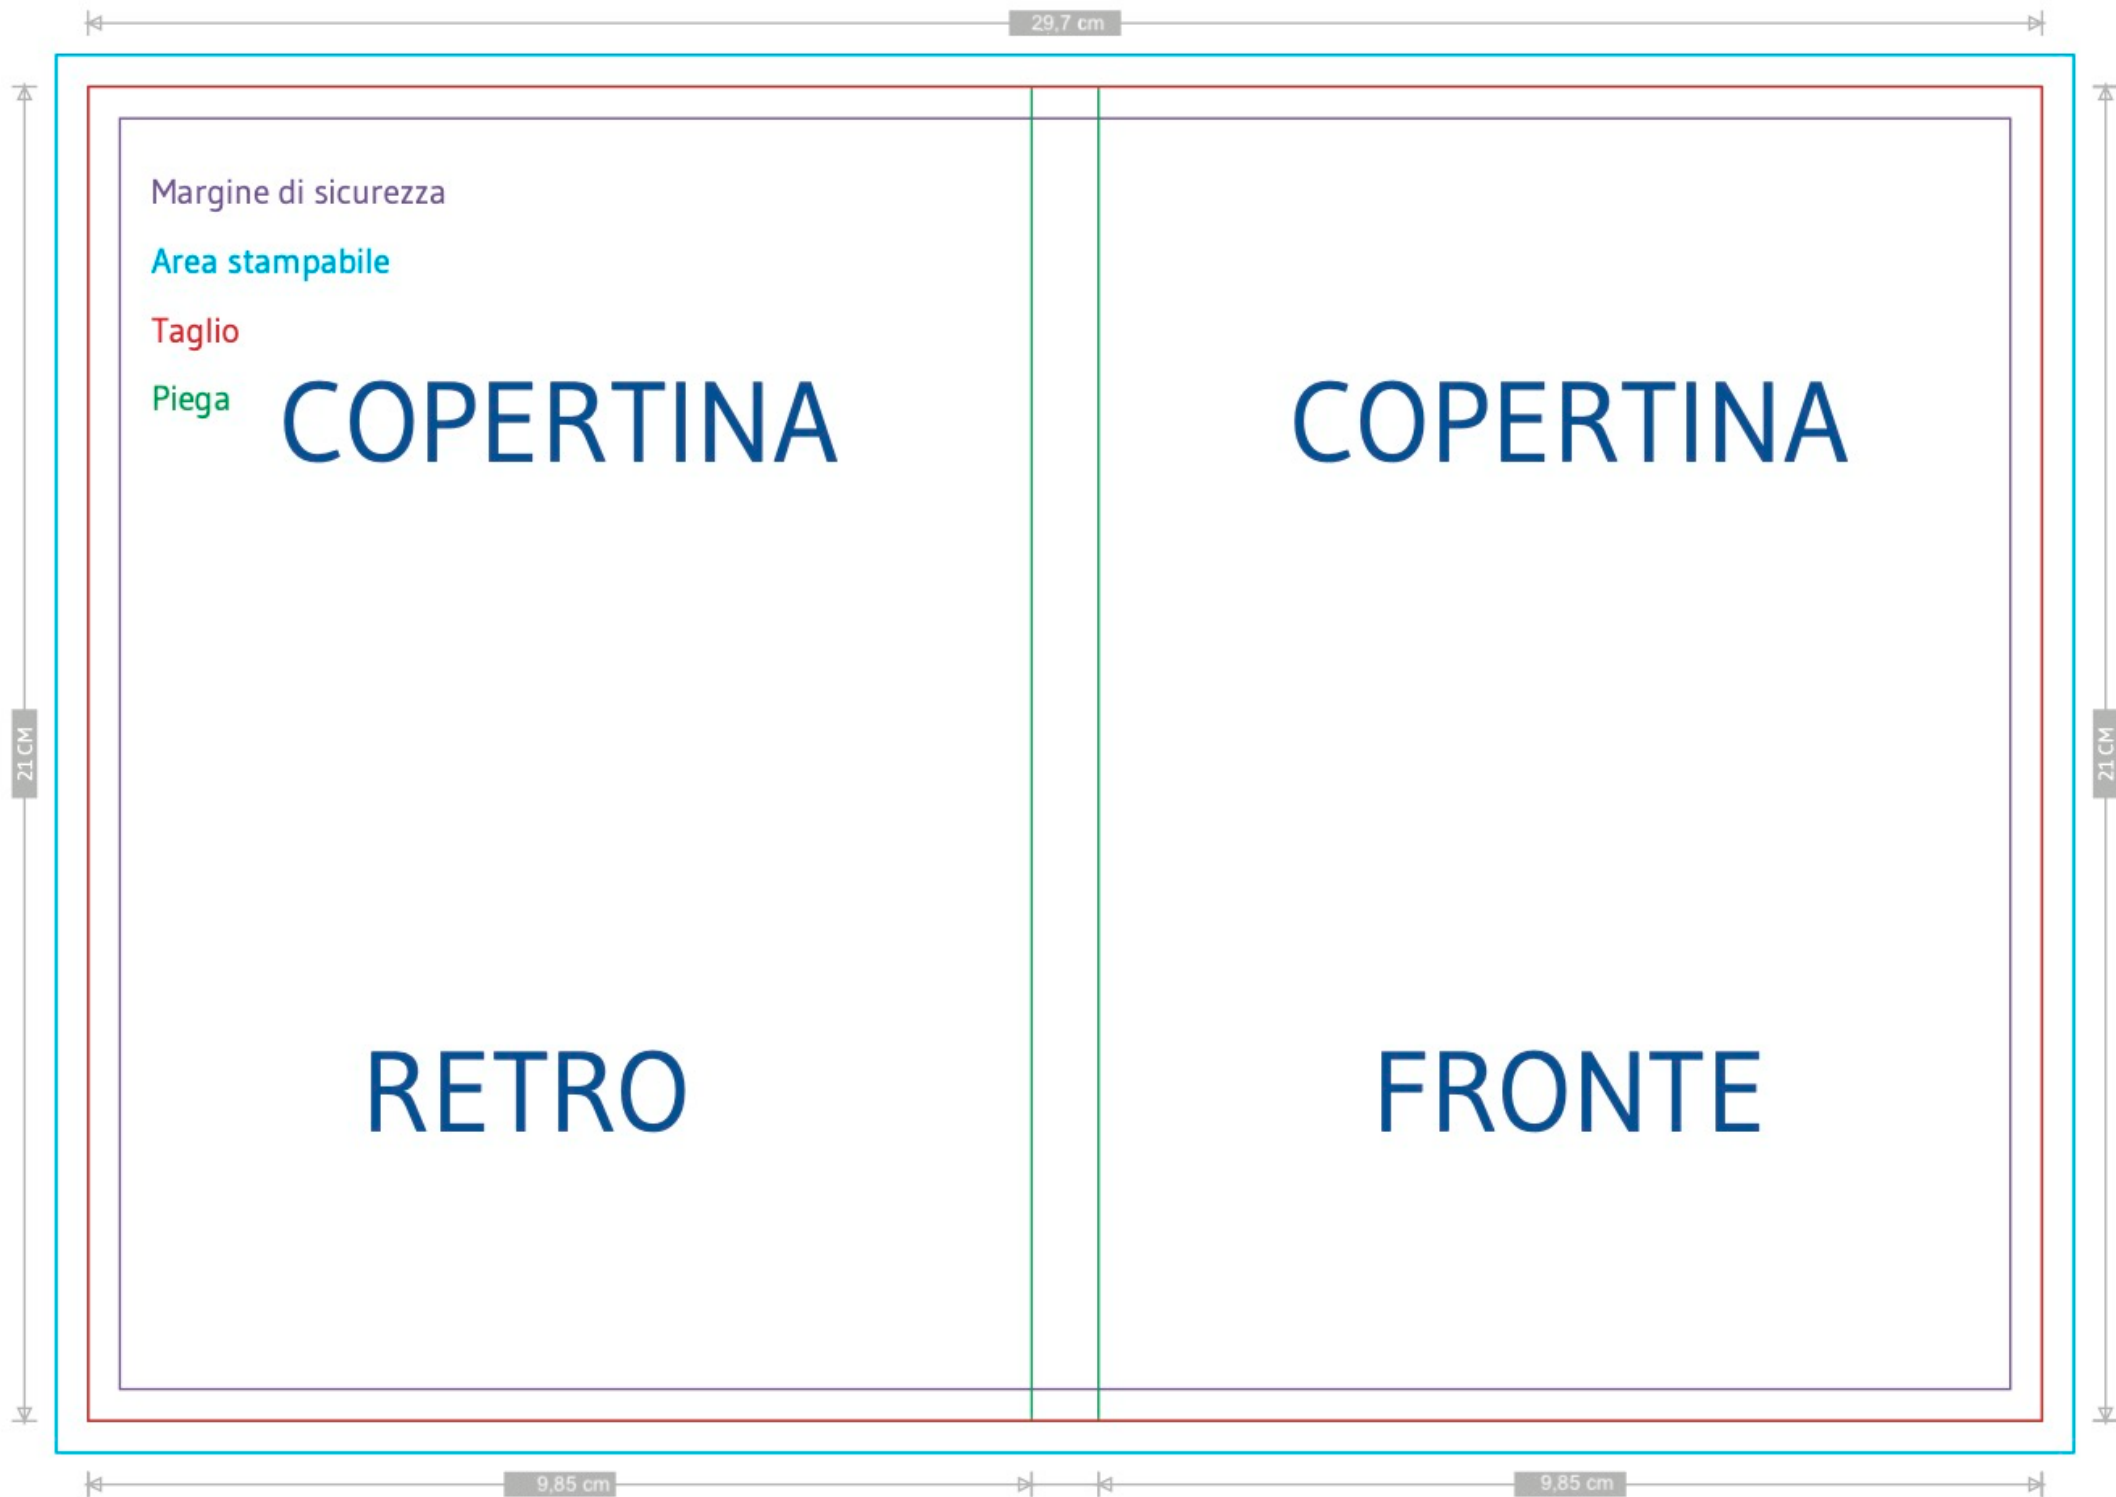 29,7 cm
Margine di sicurezza
Area stampabile
Taglio
Piega
COPERTINA
COPERTINA
21 CM
21 CM
RETRO
FRONTE
9,85 cm
9,85 cm